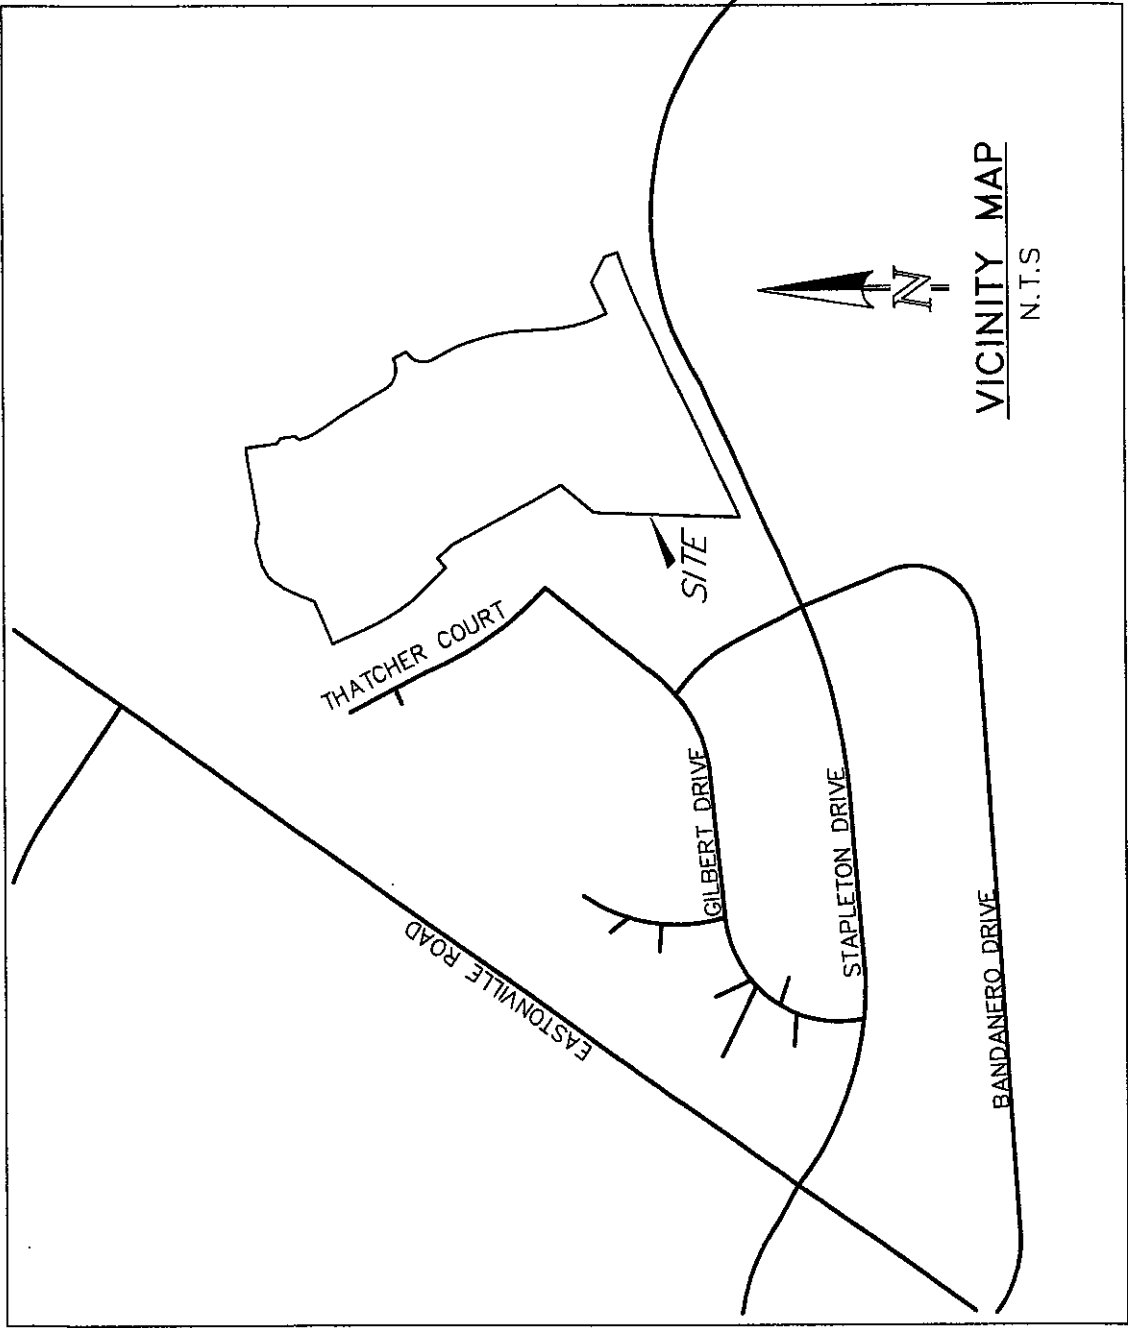 THATCHER COURT
SITE
EASTONVILLE ROAD
GILBERT DRIVE
STAPLETON DRIVE
BANDANERO DRIVE
N
VICINITY MAP
N.T.S